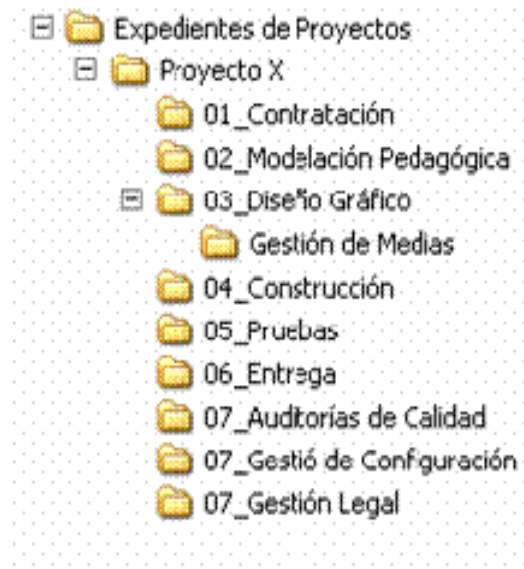 Expedientes de Proyectos
Proyecto X
01_Contratación
02_Modelación Pedagógica
03_Diseño Gráfico
Gestión de Medias
04_Construcción
05_Pruebas
06_Entrega
07_Auditorías de Calidad
07_Gestió de Configuración
07_Gestión Legal